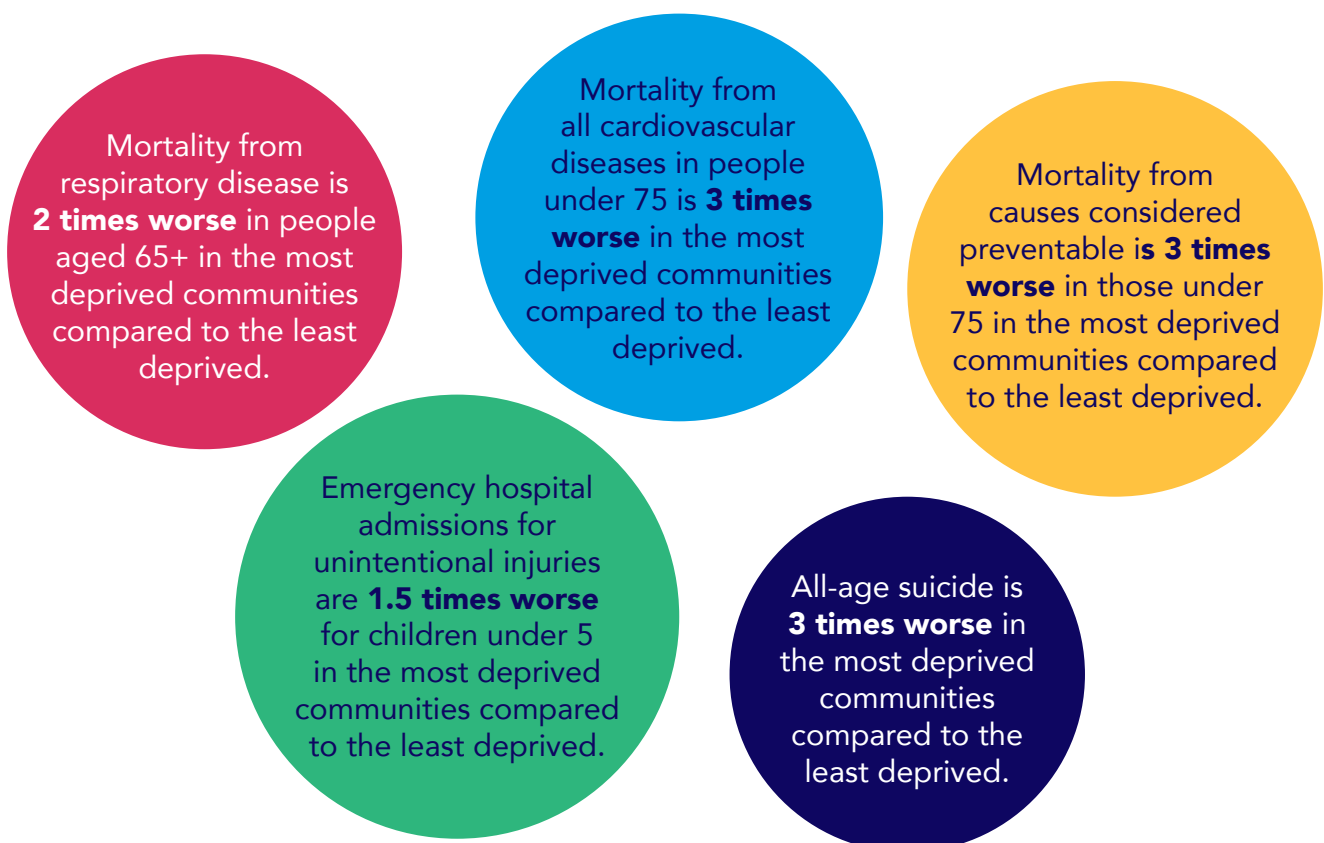 Mortality from
respiratory disease is
2 times worse in people
aged 65+ in the most
deprived communities
compared to the least
deprived.
Mortality from
all cardiovascular
diseases in people
under 75 is 3 times
worse in the most
deprived communities
compared to the least
deprived.
Mortality from
causes considered
preventable is 3 times
worse in those under
75 in the most deprived
communities compared
to the least deprived.
Emergency hospital
admissions for
unintentional injuries
are 1.5 times worse
for children under 5
in the most deprived
communities compared
to the least deprived.
All-age suicide is
3 times worse in
the most deprived
communities
compared to the
least deprived.